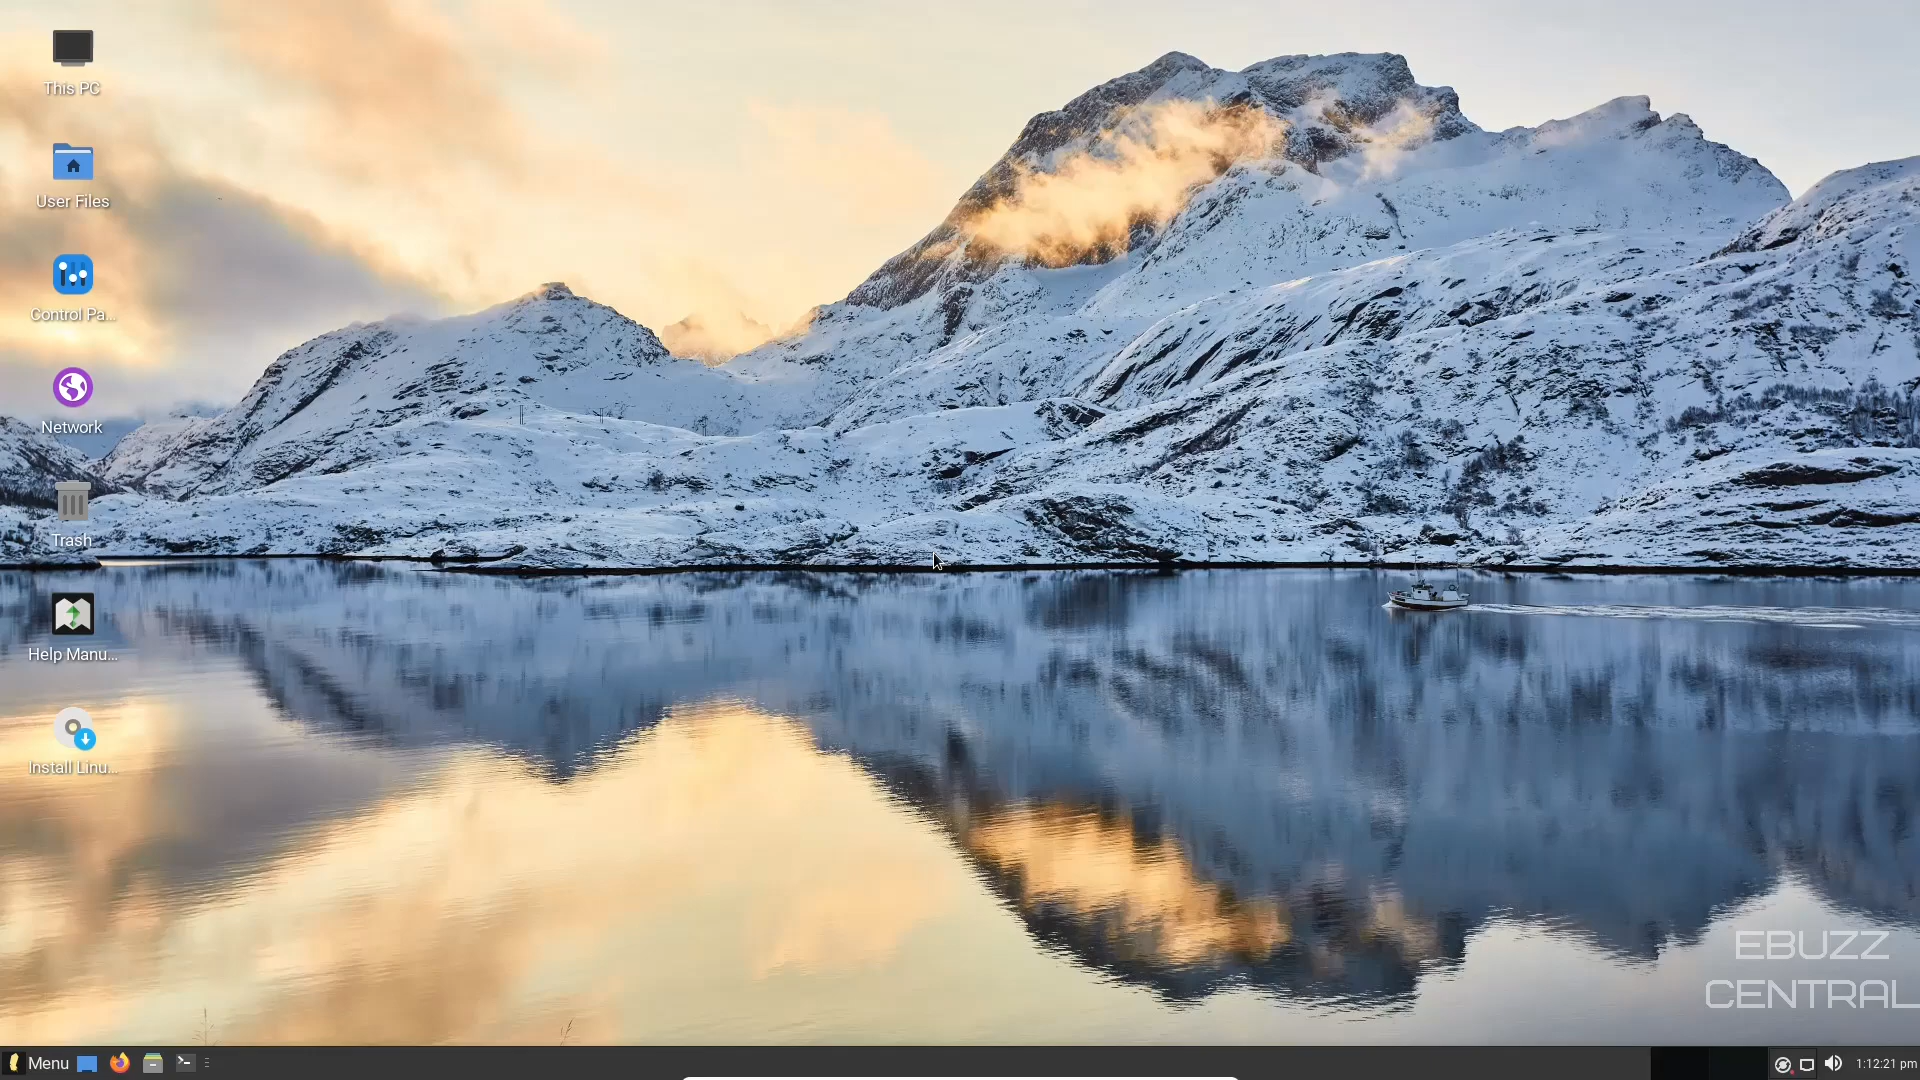 This PC
User Files
Control Pa...
Network
Trash
Help Manu...
Install Linu...
EBUZZ
CENTRAL
Menu
1:12:21 pm